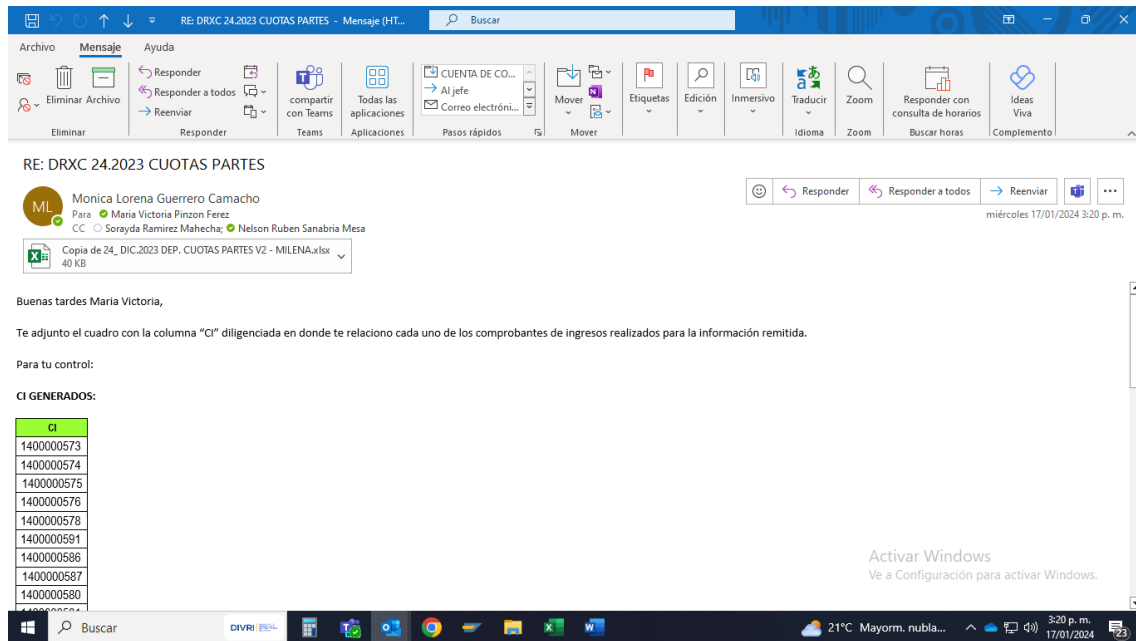 RE: DRXC 24.2023 CUOTAS PARTES - Mensaje (HT...
Buscar
Archivo Mensaje Ayuda
Eliminar Archivo
Responder
Responder a todos
Reenviar
compartir con Teams
Todas las aplicaciones
CUENTA DE CO...
Al jefe
Correo electróni...
Mover
Etiquetas
Edición
Inmersivo
Traducir
Zoom
Responder con consulta de horarios
Ideas Viva
Eliminar Responder Teams Aplicaciones Pasos rápidos Mover Idioma Zoom Buscar horas Complemento
RE: DRXC 24.2023 CUOTAS PARTES
ML
Monica Lorena Guerrero Camacho
Para Maria Victoria Pinzon Ferez
CC Sorayda Ramirez Mahecha; Nelson Ruben Sanabria Mesa
Responder Responder a todos Reenviar
miércoles 17/01/2024 3:20 p. m.
Copia de 24_ DIC.2023 DEP. CUOTAS PARTES V2 - MILENA.xlsx
40 KB
Buenas tardes Maria Victoria,
Te adjunto el cuadro con la columna “CI” diligenciada en donde te relaciono cada uno de los comprobantes de ingresos realizados para la información remitida.
Para tu control:
CI GENERADOS:
CI
1400000573
1400000574
1400000575
1400000576
1400000578
1400000591
1400000586
1400000587
1400000580
Activar Windows
Ve a Configuración para activar Windows.
Buscar
DIVRI
21°C Mayorm. nubla...
3:20 p. m.
17/01/2024
23